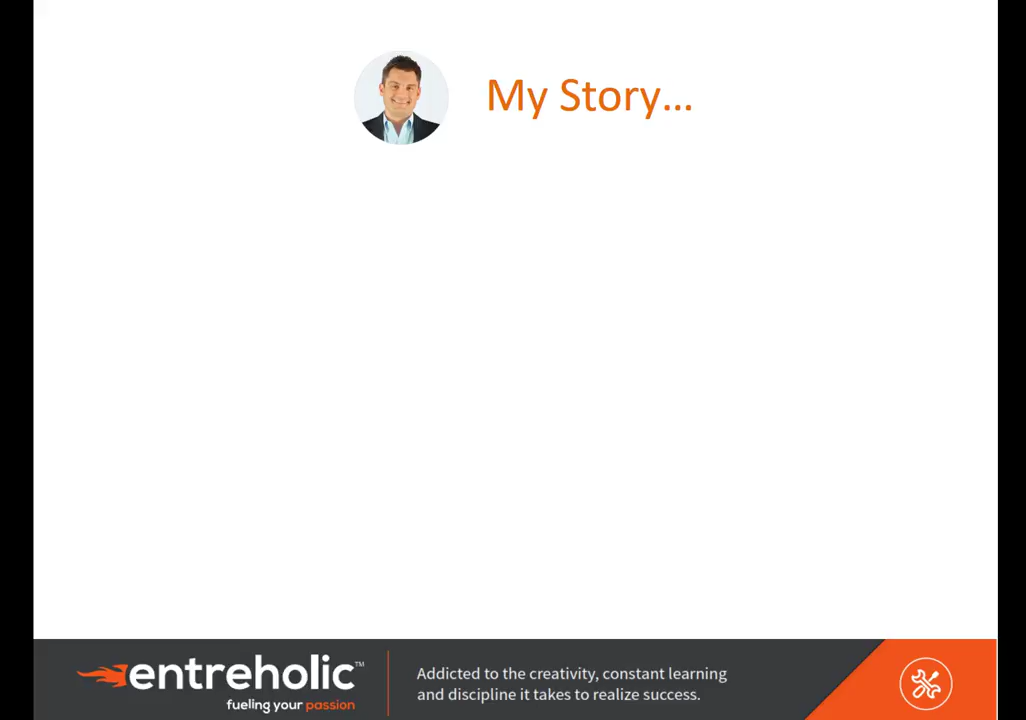 My Story...
entreholic™
fueling your passion
Addicted to the creativity, constant learning
and discipline it takes to realize success.